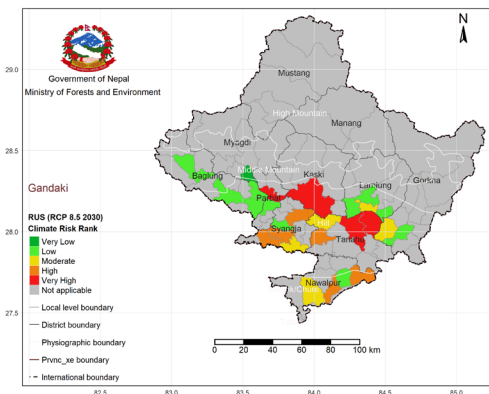 N
Government of Nepal
Ministry of Forests and Environment
29.0
28.5
28.0
27.5
Mustang
High Mountain
Manang
Myagdi
Middle Mountain
Kaski
Baglung
Lamjung
Gorkha
Parbat
Syangja
Hill
Tanahu
Nawalpur
Gandaki
RUS (RCP 8.5 2030)
Climate Risk Rank
Very Low
Low
Moderate
High
Very High
Not applicable
Local level boundary
District boundary
Physiographic boundary
Prvnc_xe boundary
International boundary
0 20 40 60 80 100 km
82.5 83.0 83.5 84.0 84.5 85.0